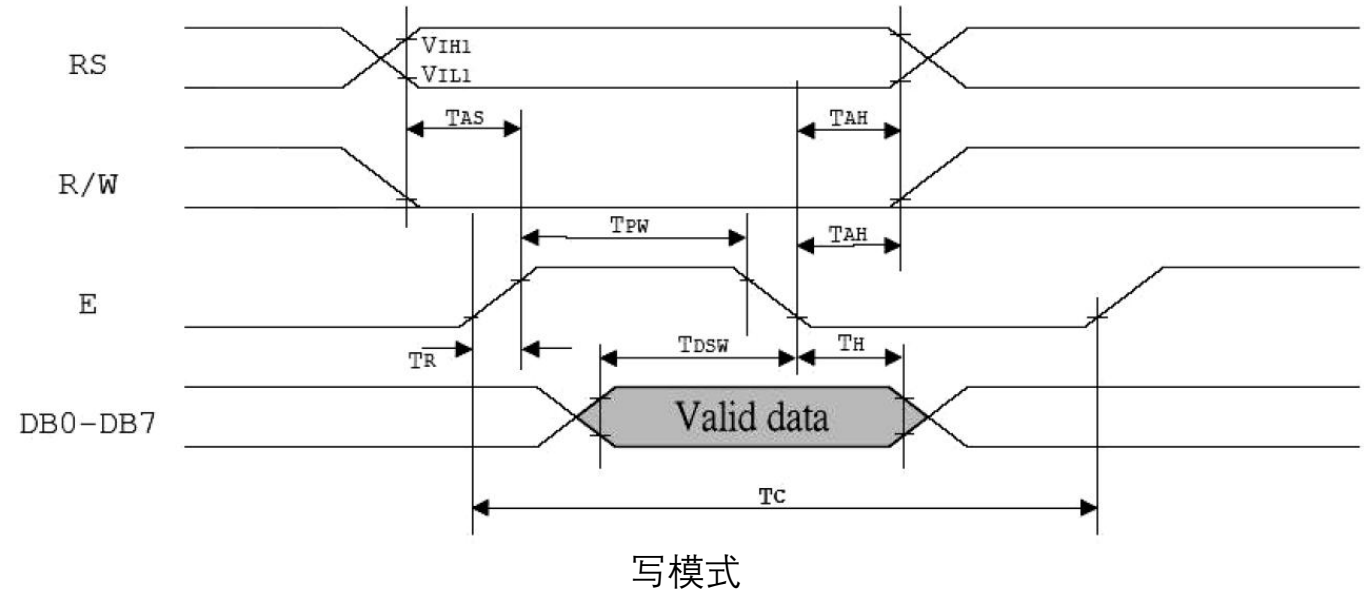 RS
VIH1
VIL1
TAS
TAH
R/W
TPW
TAH
E
TR
TDSW
TH
DB0-DB7
Valid data
TC
写模式